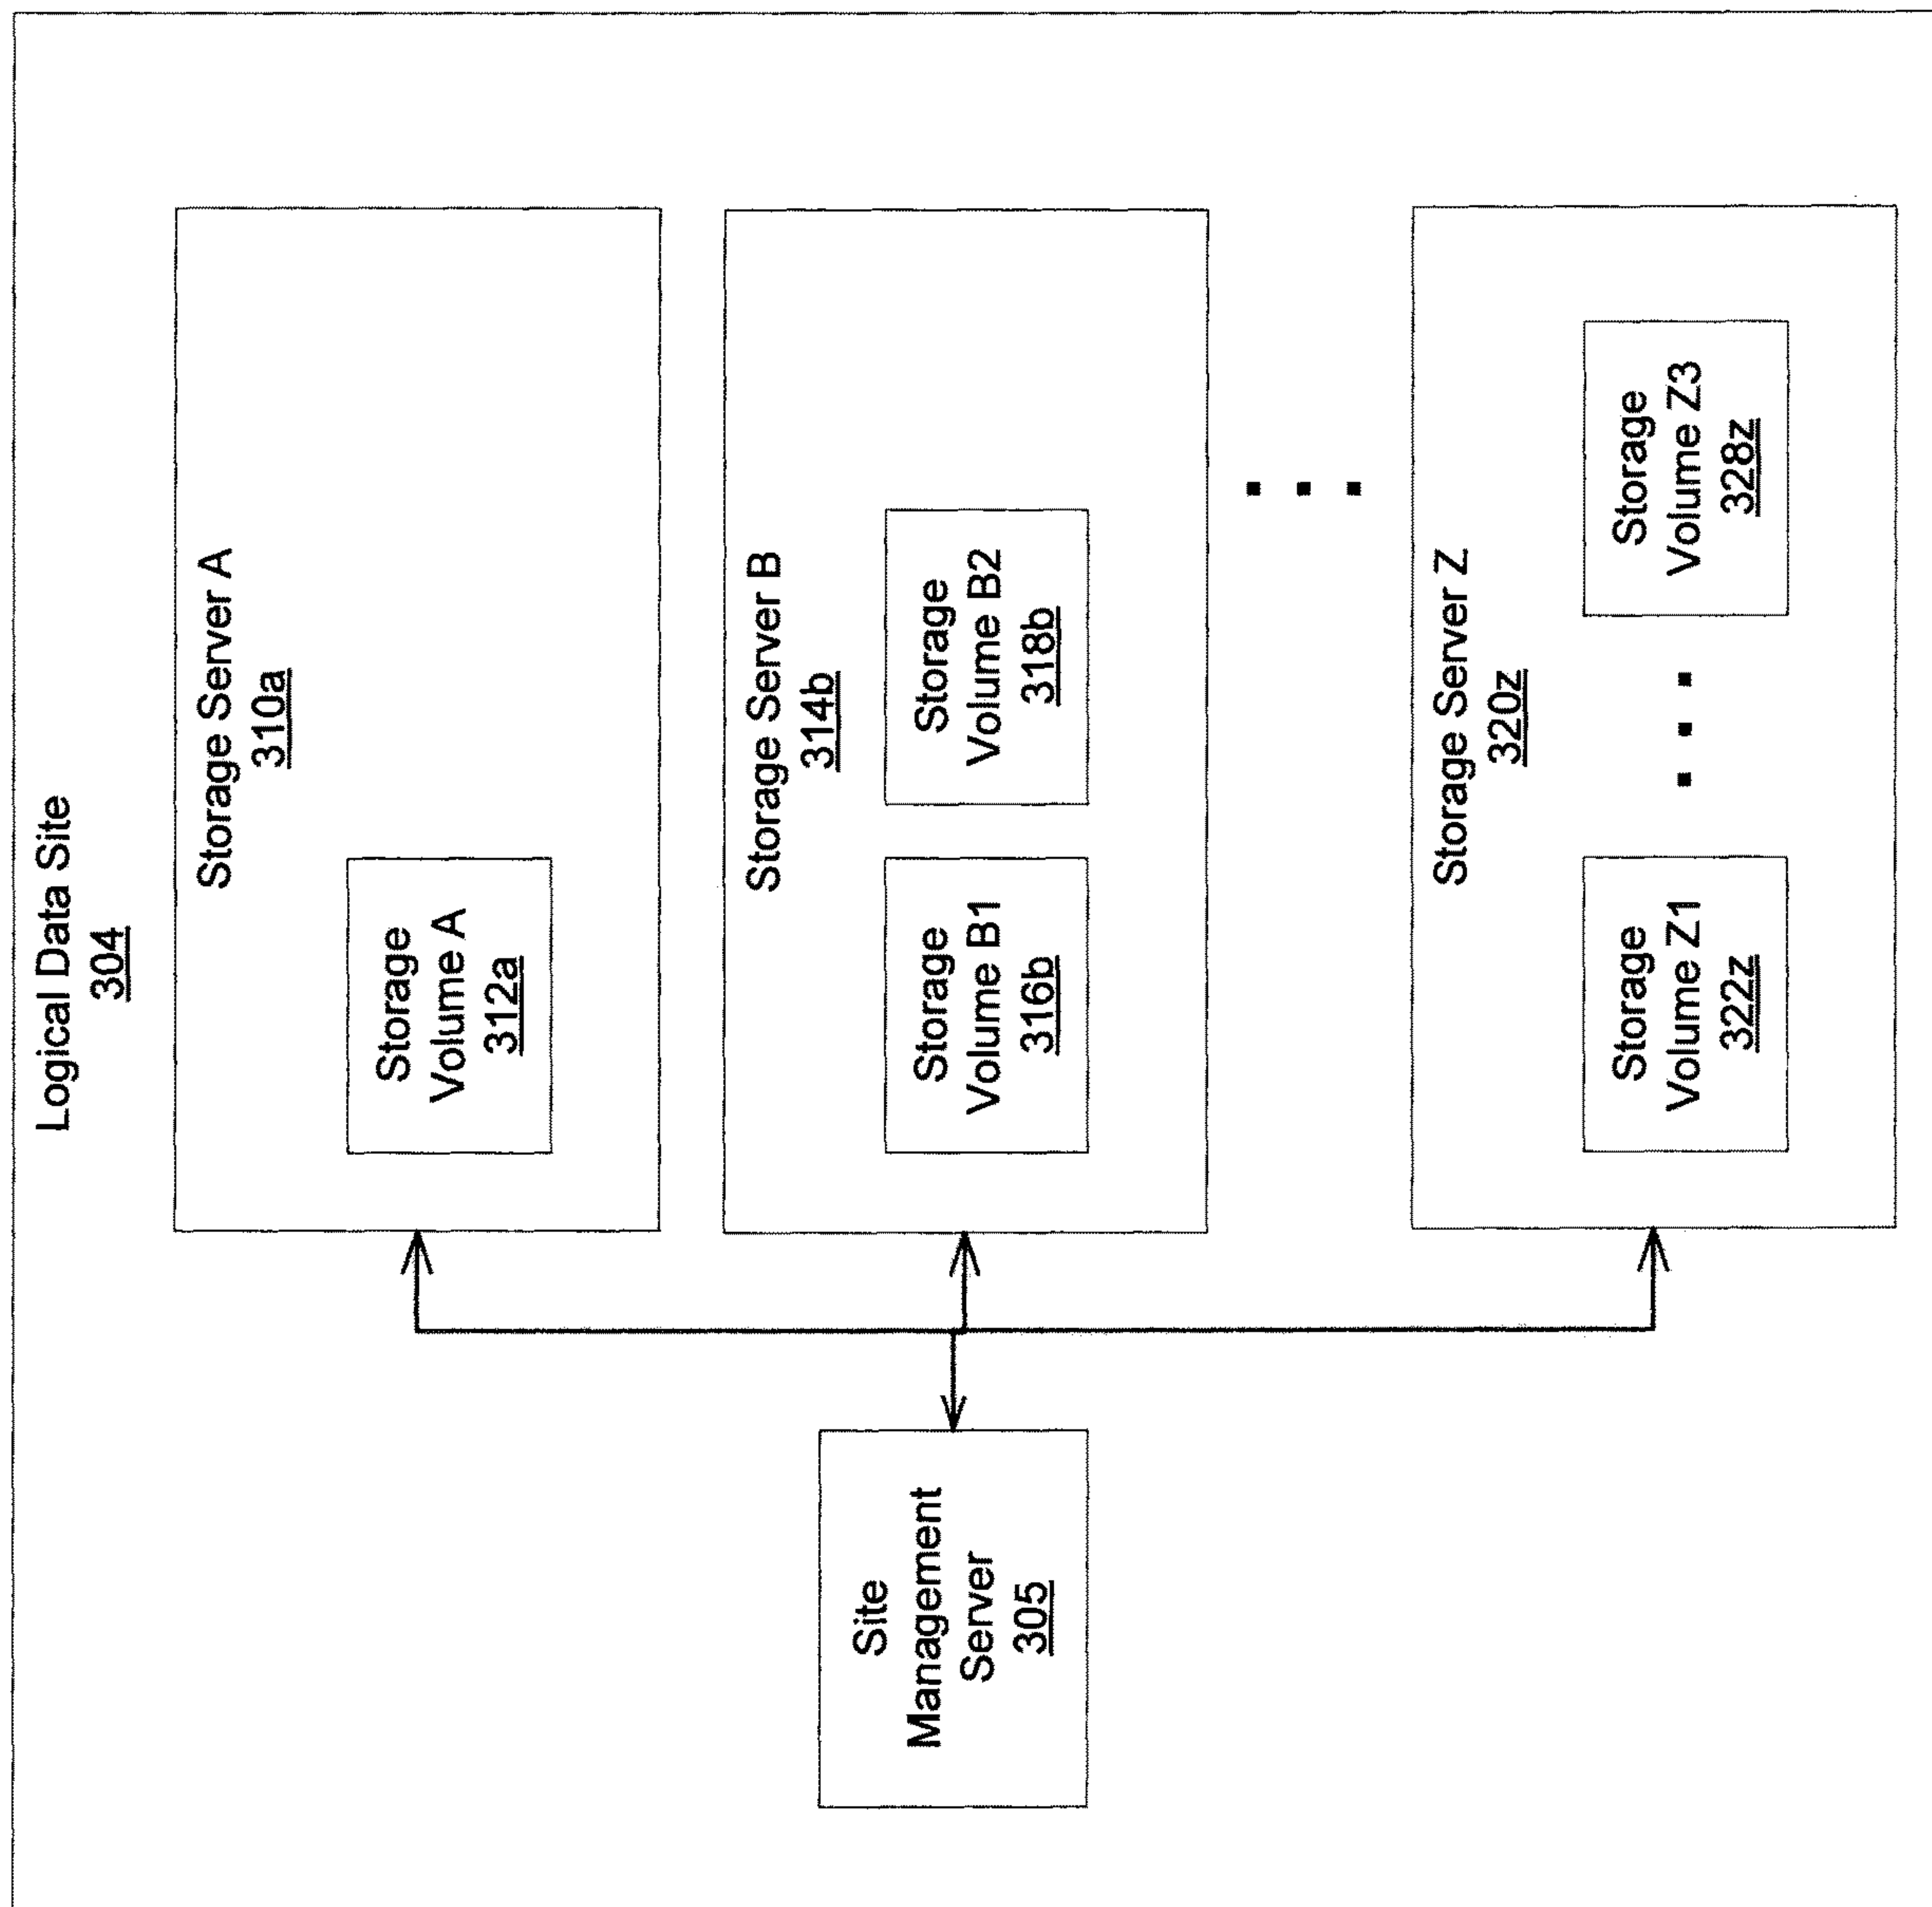 Logical Data Site
304
Storage Server A
310a
Storage
Volume A
312a
Storage Server B
314b
Storage
Volume B1
316b
Storage
Volume B2
318b
Site
Management
Server
305
Storage Server Z
320z
Storage
Volume Z1
322z
Storage
Volume Z3
328z